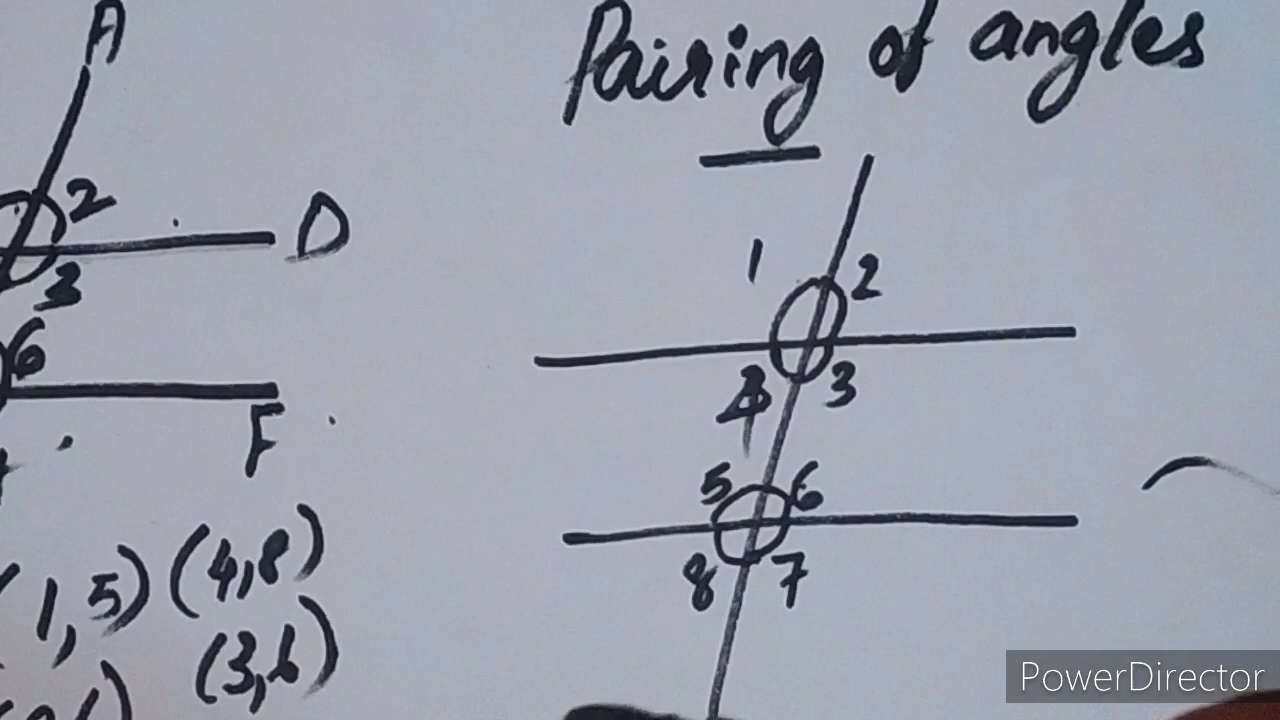 Pairing of angles
A
2
D
3
6
F
(1,5) (4,8)
(3,6)
1
2
4
3
5
6
8
7
PowerDirector